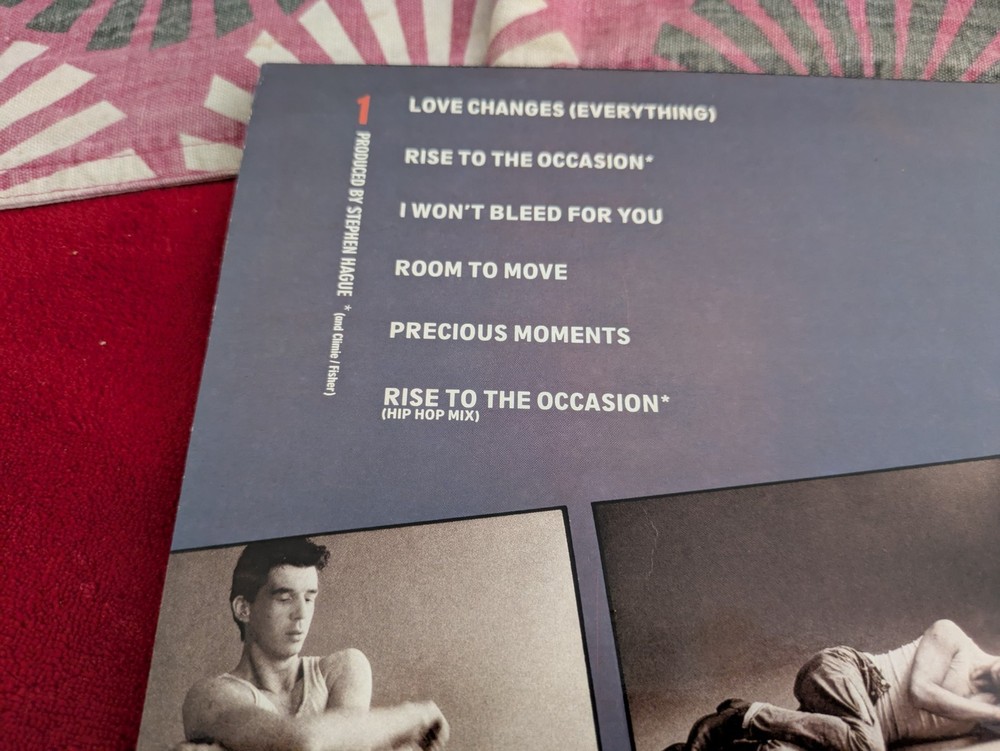 1
PRODUCED BY STEPHEN HAGUE * (and Climie / Fisher)
LOVE CHANGES (EVERYTHING)
RISE TO THE OCCASION*
I WON'T BLEED FOR YOU
ROOM TO MOVE
PRECIOUS MOMENTS
RISE TO THE OCCASION*
(HIP HOP MIX)